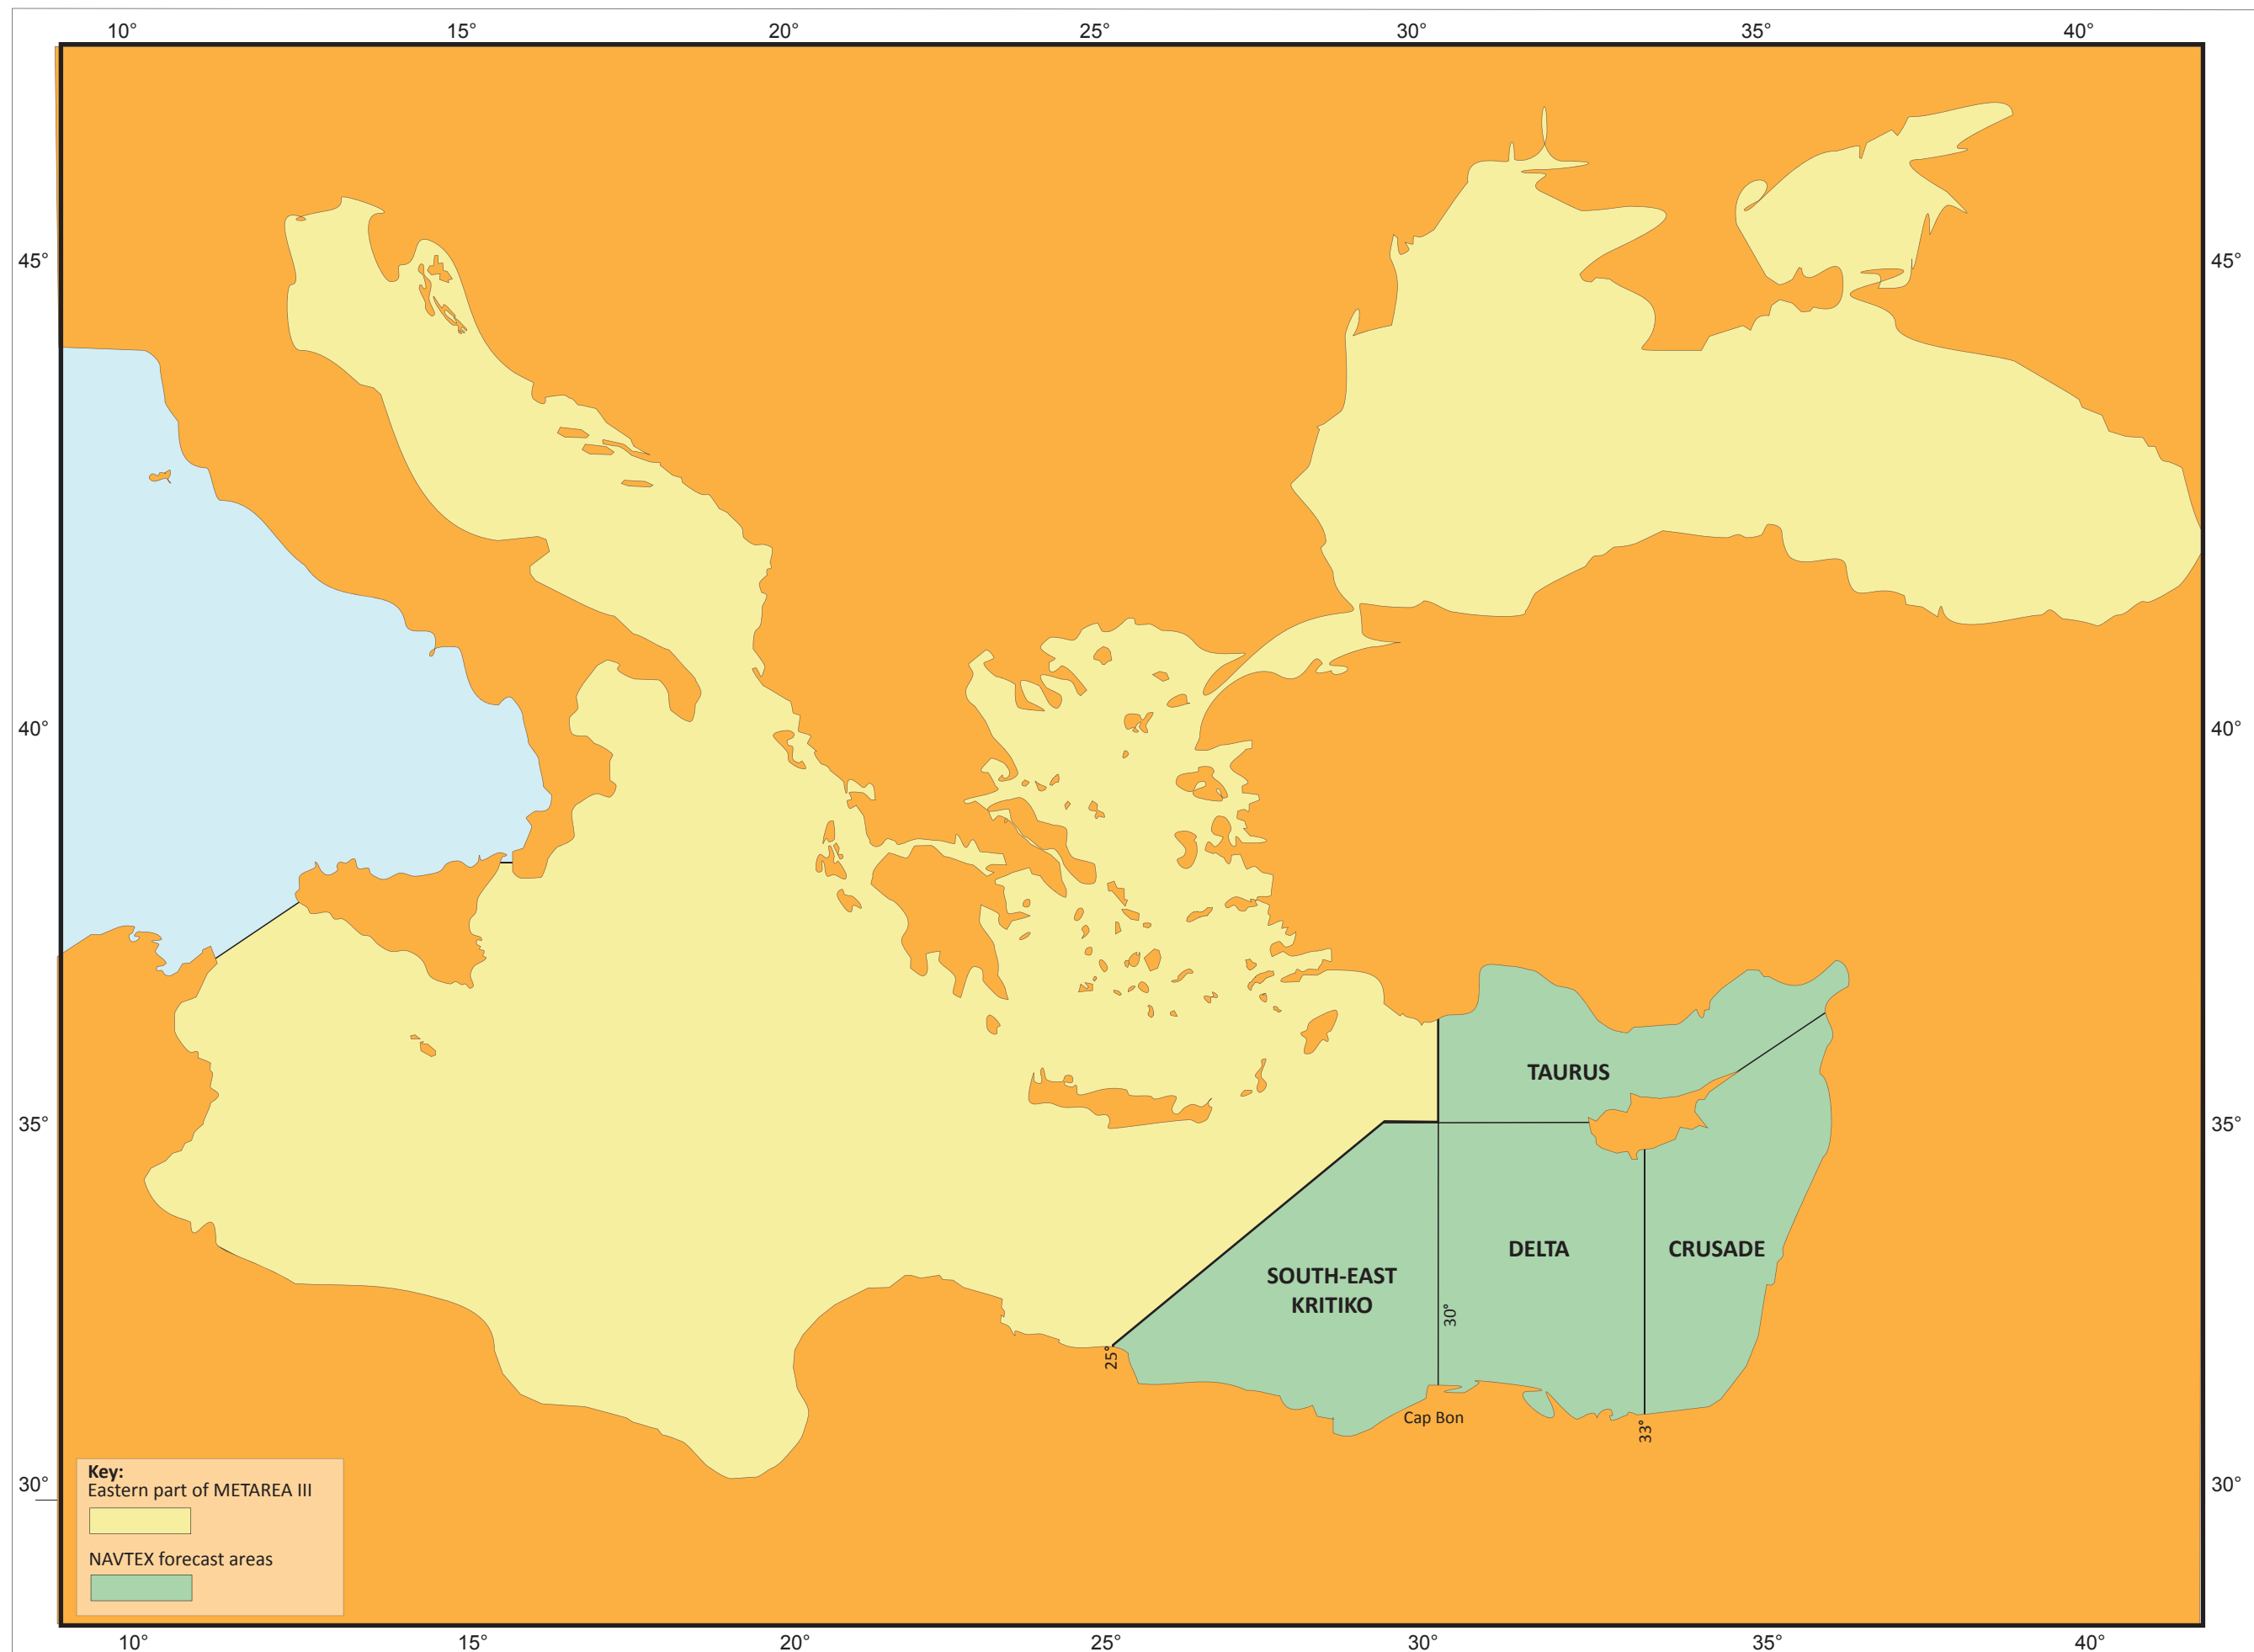 10° 15° 20° 25° 30° 35° 40°
45° 45°
40° 40°
TAURUS
35° 35°
DELTA CRUSADE
SOUTH-EAST
KRITIKO
30°
25°
Cap Bon
33°
Key:
30° 30°
Eastern part of METAREA III
NAVTEX forecast areas
10° 15° 20° 25° 30° 35° 40°